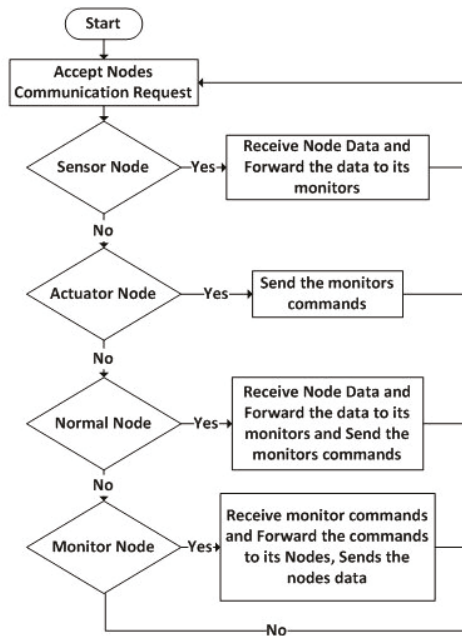 Start
Accept Nodes
Communication Request
Sensor Node
Yes
Receive Node Data and
Forward the data to its
monitors
No
Actuator Node
Yes
Send the monitors
commands
No
Normal Node
Yes
Receive Node Data and
Forward the data to its
monitors and Send the
monitors commands
No
Monitor Node
Yes
Receive monitor commands
and Forward the commands
to its Nodes, Sends the
nodes data
No